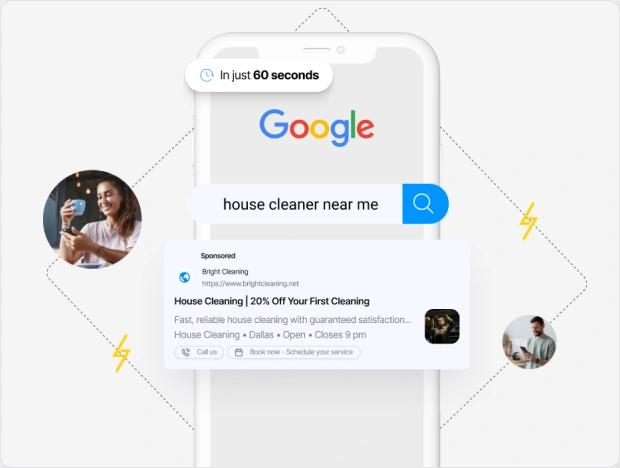 In just 60 seconds
Google
house cleaner near me
Sponsored
Bright Cleaning
https://www.brightcleaning.net
House Cleaning | 20% Off Your First Cleaning
Fast, reliable house cleaning with guaranteed satisfaction...
House Cleaning • Dallas • Open • Closes 9 pm
Call us
Book now - Schedule your service